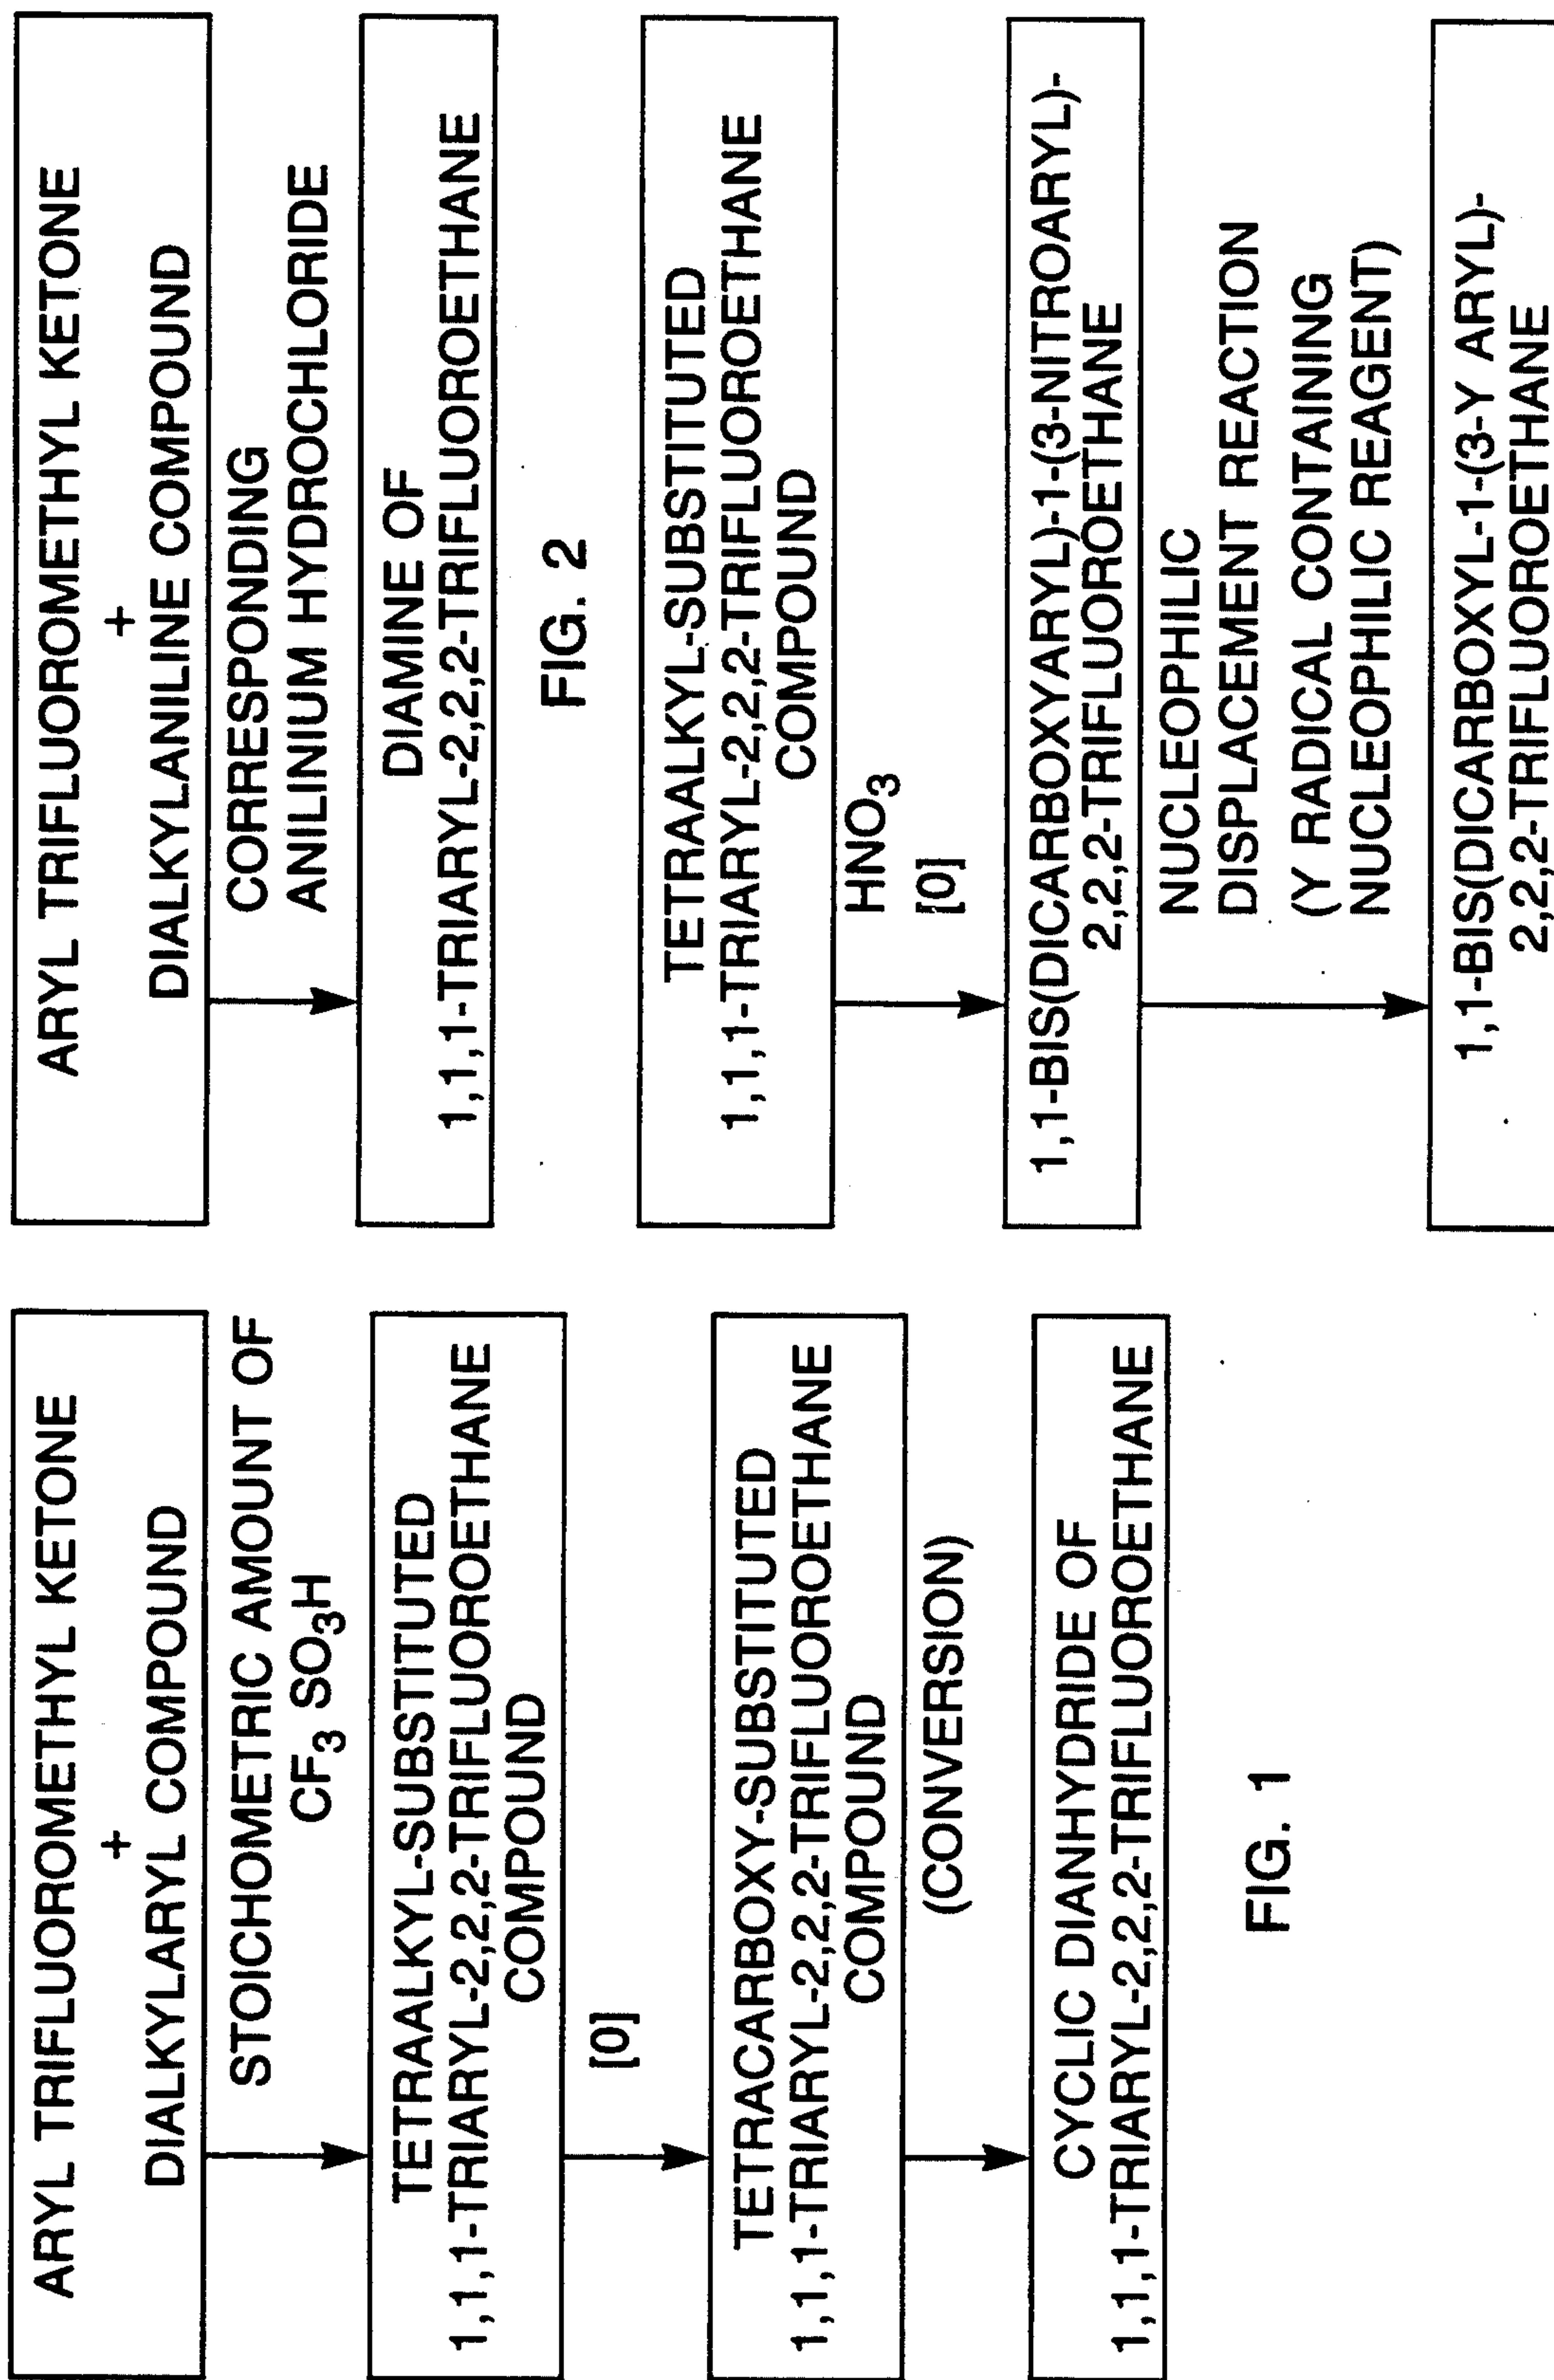 ARYL TRIFLUOROMETHYL KETONE
+
DIALKYLARYL COMPOUND
STOICHOMETRIC AMOUNT OF
CF3 SO3H
TETRAALKYL-SUBSTITUTED
1,1,1-TRIARYL-2,2,2-TRIFLUOROETHANE
COMPOUND
[0]
TETRACARBOXY-SUBSTITUTED
1,1,1-TRIARYL-2,2,2-TRIFLUOROETHANE
COMPOUND
(CONVERSION)
CYCLIC DIANHYDRIDE OF
1,1,1-TRIARYL-2,2,2-TRIFLUOROETHANE
FIG. 1
ARYL TRIFLUOROMETHYL KETONE
+
DIALKYLANILINE COMPOUND
CORRESPONDING
ANILINIUM HYDROCHLORIDE
DIAMINE OF
1,1,1-TRIARYL-2,2,2-TRIFLUOROETHANE
FIG. 2
TETRAALKYL-SUBSTITUTED
1,1,1-TRIARYL-2,2,2-TRIFLUOROETHANE
COMPOUND
HNO3
[0]
1,1-BIS(DICARBOXYARYL)-1-(3-NITROARYL)-
2,2,2-TRIFLUOROETHANE
NUCLEOPHILIC
DISPLACEMENT REACTION
(Y RADICAL CONTAINING
NUCLEOPHILIC REAGENT)
1,1-BIS(DICARBOXYL-1-(3-Y ARYL)-
2,2,2-TRIFLUOROETHANE